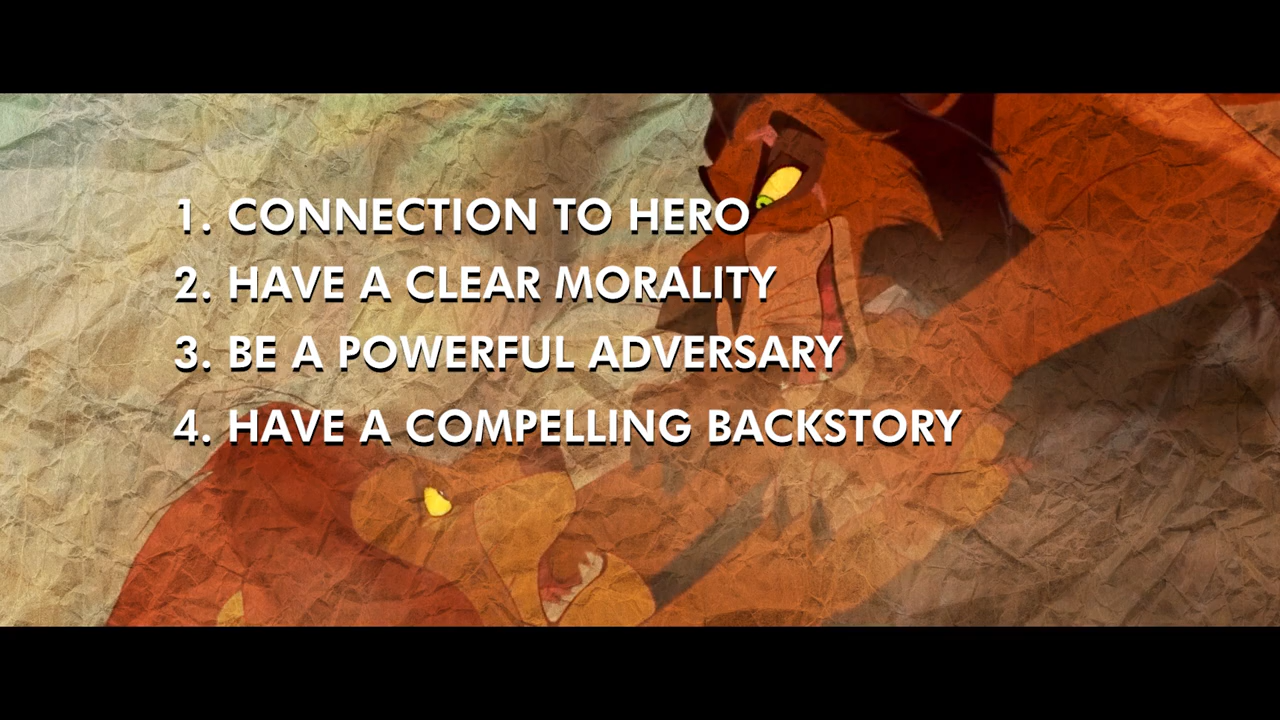 1. CONNECTION TO HERO
2. HAVE A CLEAR MORALITY
3. BE A POWERFUL ADVERSARY
4. HAVE A COMPELLING BACKSTORY